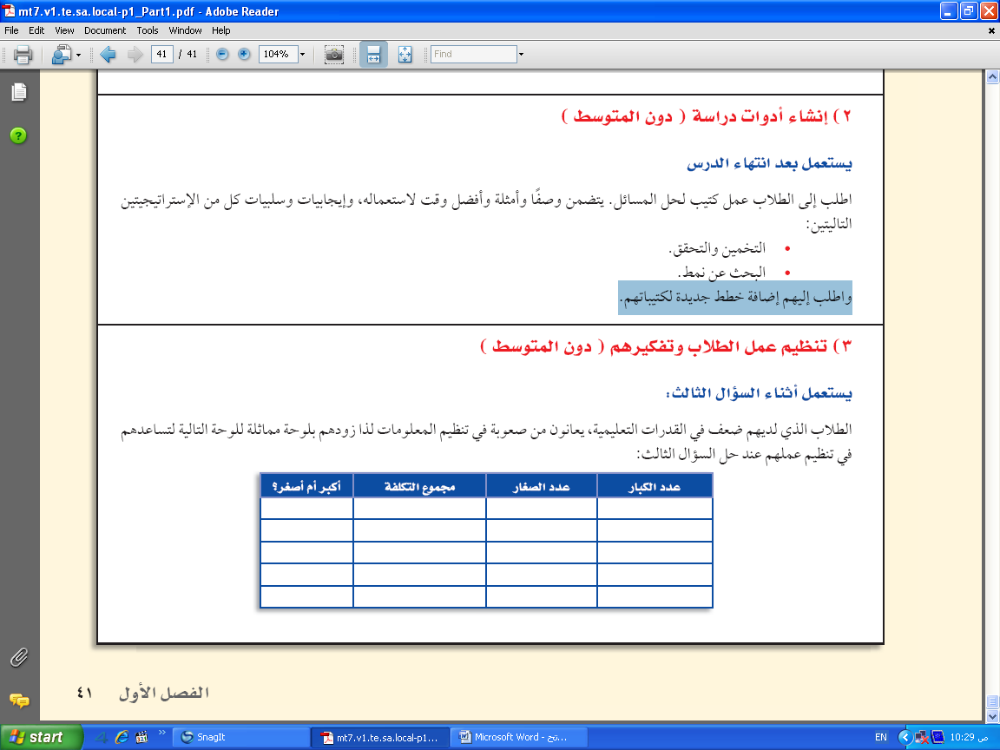 mt7.v1.te.sa.local-p1_Part1.pdf - Adobe Reader
File Edit View Document Tools Window Help
41 / 41 104% Find
٢) إنشاء أدوات دراسة ( دون المتوسط )
يستعمل بعد انتهاء الدرس
اطلب إلى الطلاب عمل كتيب لحل المسائل. يتضمن وصفًا وأمثلة وأفضل وقت لاستعماله، وإيجابيات وسلبيات كل من الإستراتيجيتين
التاليتين:
• التخمين والتحقق.
• البحث عن نمط.
واطلب إليهم إضافة خطط جديدة لكتيباتهم.
٣) تنظيم عمل الطلاب وتفكيرهم ( دون المتوسط )
يستعمل أثناء السؤال الثالث:
الطلاب الذي لديهم ضعف في القدرات التعليمية، يعانون من صعوبة في تنظيم المعلومات لذا زودهم بلوحة مماثلة للوحة التالية لتساعدهم
في تنظيم عملهم عند حل السؤال الثالث:
عدد الكبار عدد الصغار مجموع التكلفة أكبر أم أصغر؟
الفصل الأول ٤١
start SnagIt mt7.v1.te.sa.local-p1... Microsoft Word - نتج... EN 10:29 ص